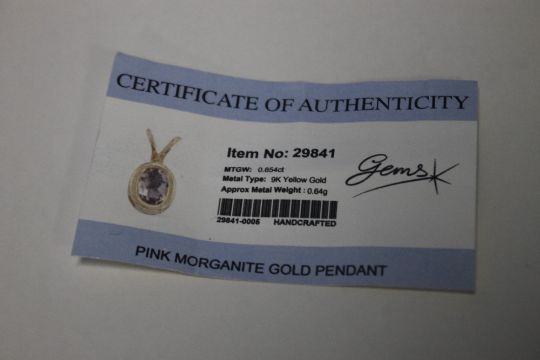 CERTIFICATE OF AUTHENTICITY
Item No: 29841
MTGW: 0.654ct
Metal Type: 9K Yellow Gold
Approx Metal Weight : 0.64g
29841-0005 HANDCRAFTED
Gems
PINK MORGANITE GOLD PENDANT